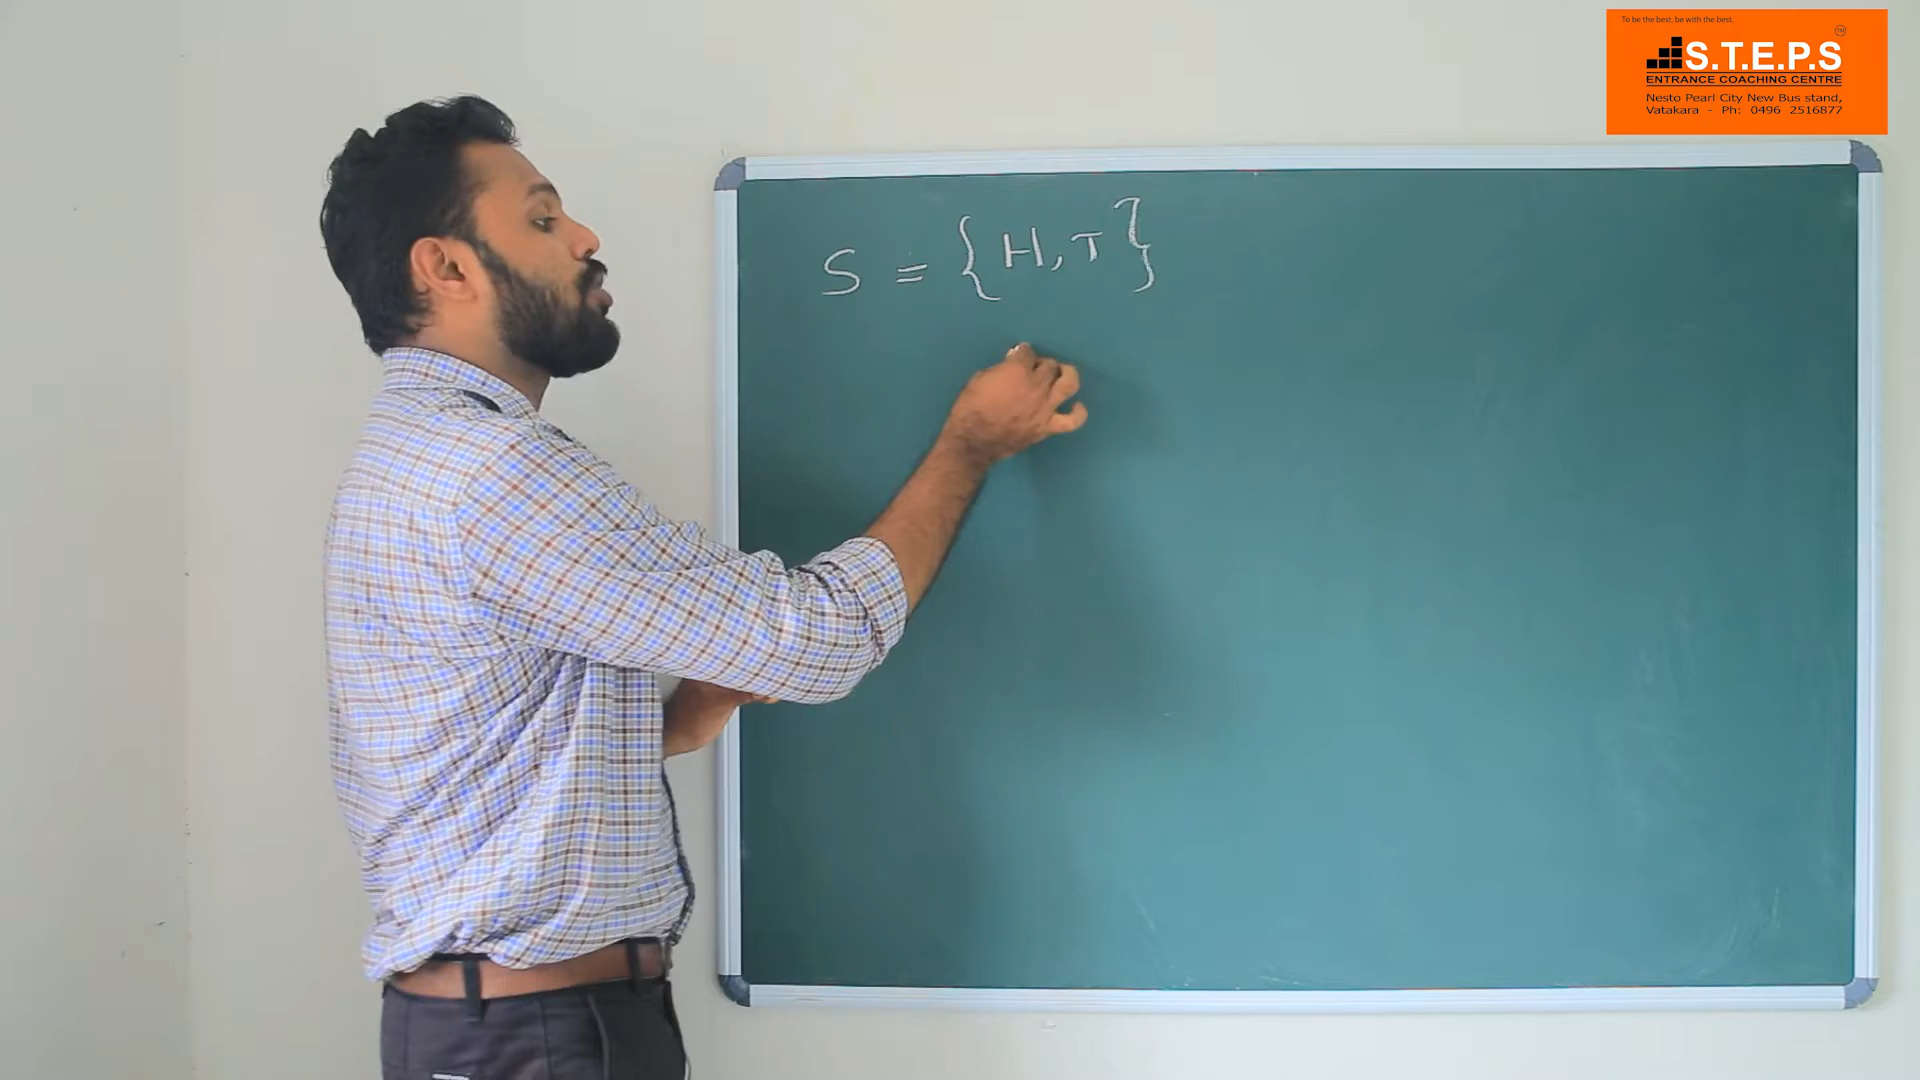 To be the best, be with the best.
S.T.E.P.S
TM
ENTRANCE COACHING CENTRE
Nesto Pearl City New Bus stand,
Vatakara - Ph: 0496 2516877
S = {H, T}